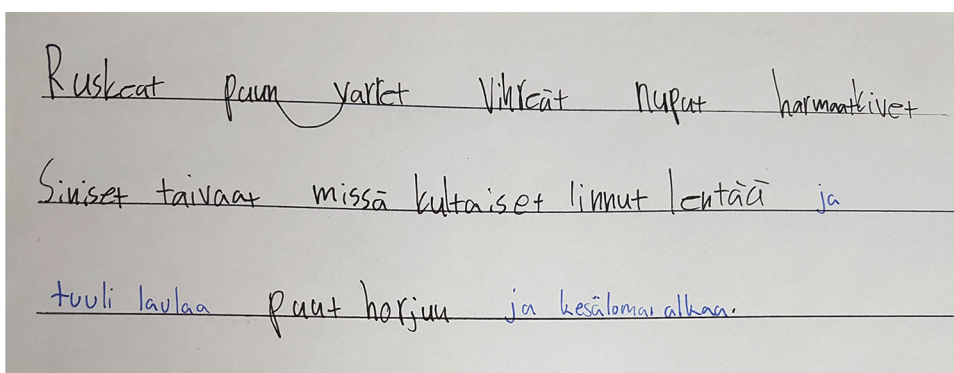 Ruskeat puun varret Vihreät nuput harmaatkivet
Siniset taivaat missä kultaiset linnut lentää ja
tuuli laulaa puut horjuu ja kesäloma alkaa.